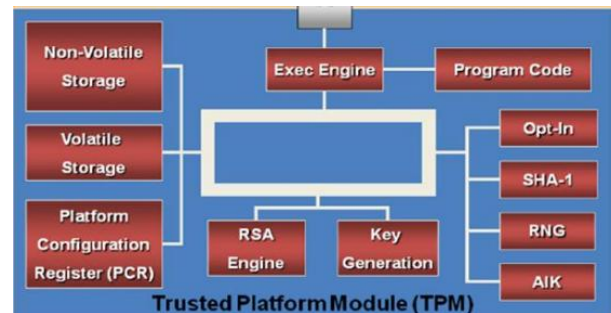 Non-Volatile
Storage
Exec Engine
Program Code
Volatile
Storage
Opt-In
SHA-1
Platform
Configuration
Register (PCR)
RSA
Engine
Key
Generation
RNG
AIK
Trusted Platform Module (TPM)